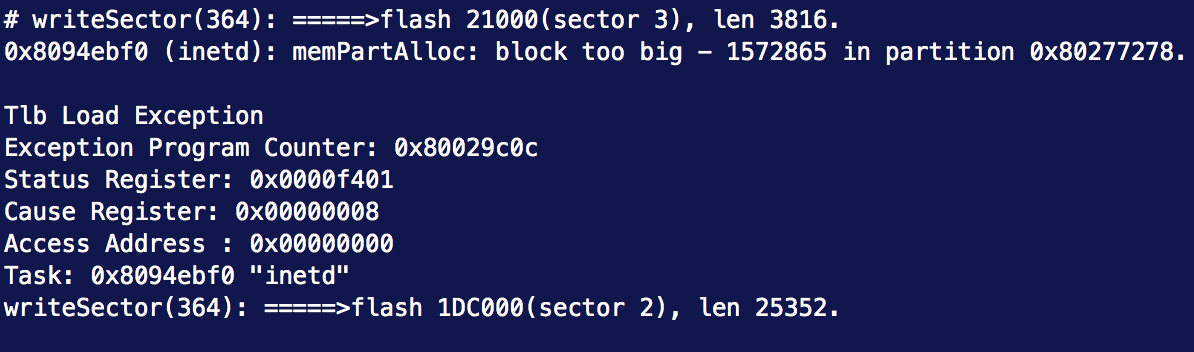 # writeSector(364): =====>flash 21000(sector 3), len 3816.
0x8094ebf0 (inetd): memPartAlloc: block too big - 1572865 in partition 0x80277278.
Tlb Load Exception
Exception Program Counter: 0x80029c0c
Status Register: 0x0000f401
Cause Register: 0x00000008
Access Address : 0x00000000
Task: 0x8094ebf0 "inetd"
writeSector(364): =====>flash 1DC000(sector 2), len 25352.